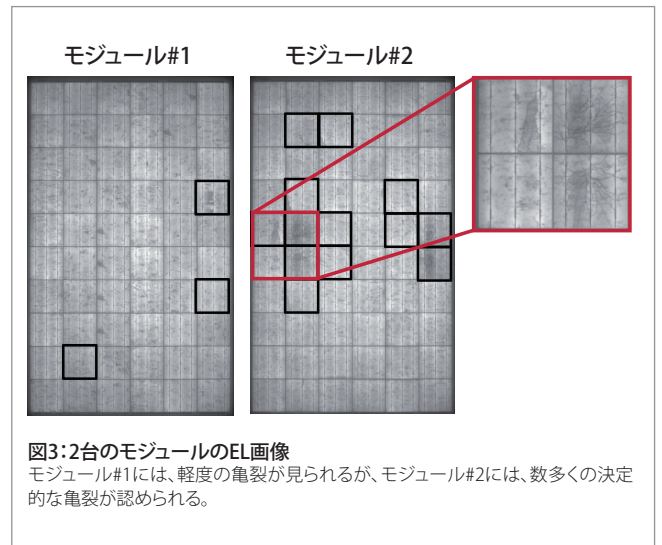 モジュール#1
モジュール#2
図3：2台のモジュールのEL画像
モジュール#1には、軽度の亀裂が見られるが、モジュール#2には、数多くの決定
的な亀裂が認められる。